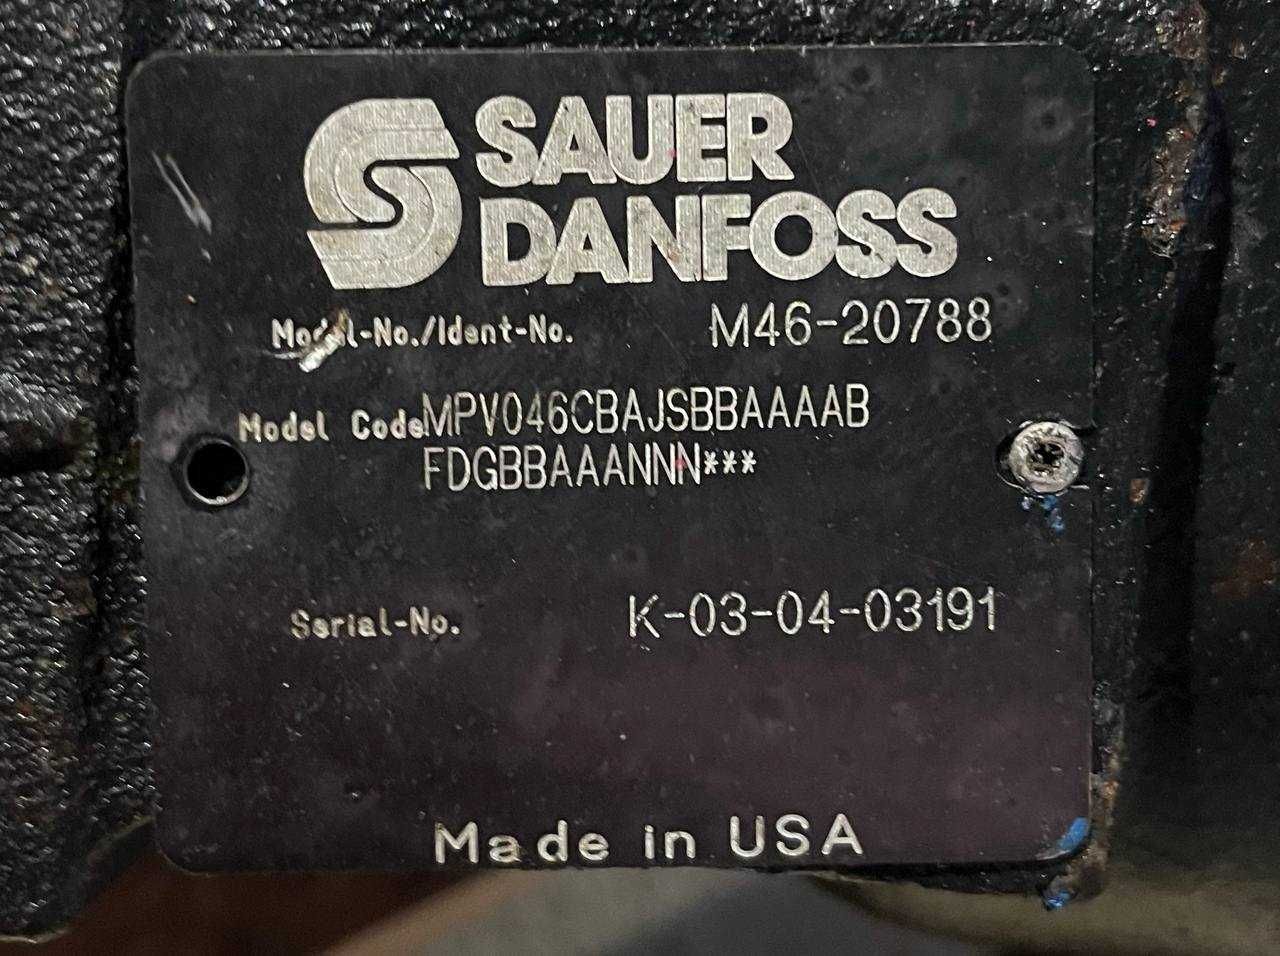 SAUER
DANFOSS
Model-No./Ident-No. M46-20788
Model Code MPV046CBAJSBBAAAAB
FDGBBAAANNN***
Serial-No. K-03-04-03191
Made in USA